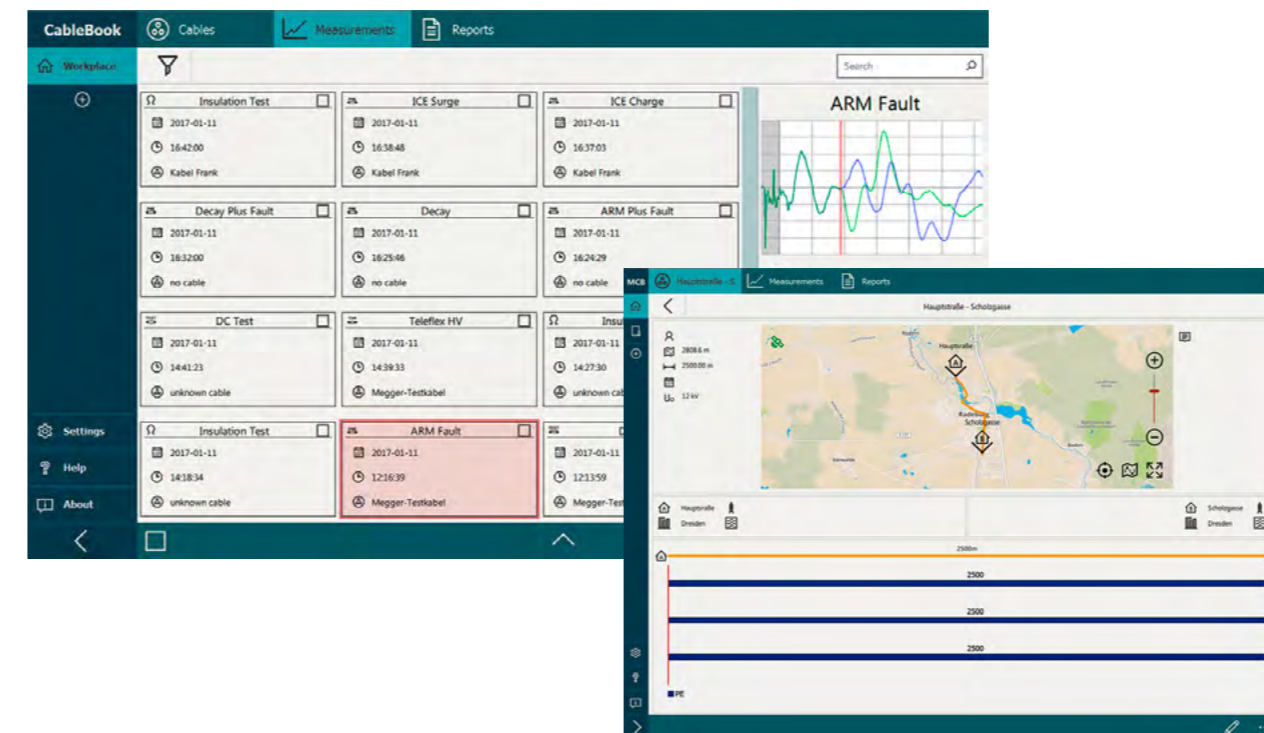 CableBook Cables Measurements Reports
Workplace Search
Insulation Test ICE Surge ICE Charge ARM Fault
2017-01-11 2017-01-11 2017-01-11
16:42:00 16:38:48 16:37:03
Kabel Frank Kabel Frank Kabel Frank
Decay Plus Fault Decay ARM Plus Fault
2017-01-11 2017-01-11 2017-01-11
16:32:00 16:25:46 16:24:29
no cable no cable no cable
DC Test Teleflex HV Insu
2017-01-11 2017-01-11 2017-01-11
14:41:23 14:39:33 14:27:30
unknown cable Megger-Testkabel unknown cab
Settings Insulation Test ARM Fault D
2017-01-11 2017-01-11 2017-01-11
Help 14:18:34 12:16:39 12:13:59
About unknown cable Megger-Testkabel Megger-Test
MCB Hauptstraße - S Measurements Reports
Hauptstraße - Scholzgasse
2808.6 m
2500.00 m
12 kV
Hauptstraße
A
Radeburg
Scholzgasse
B
Hauptstraße Scholzgasse
Dresden Dresden
2500m
2500
2500
2500
PE